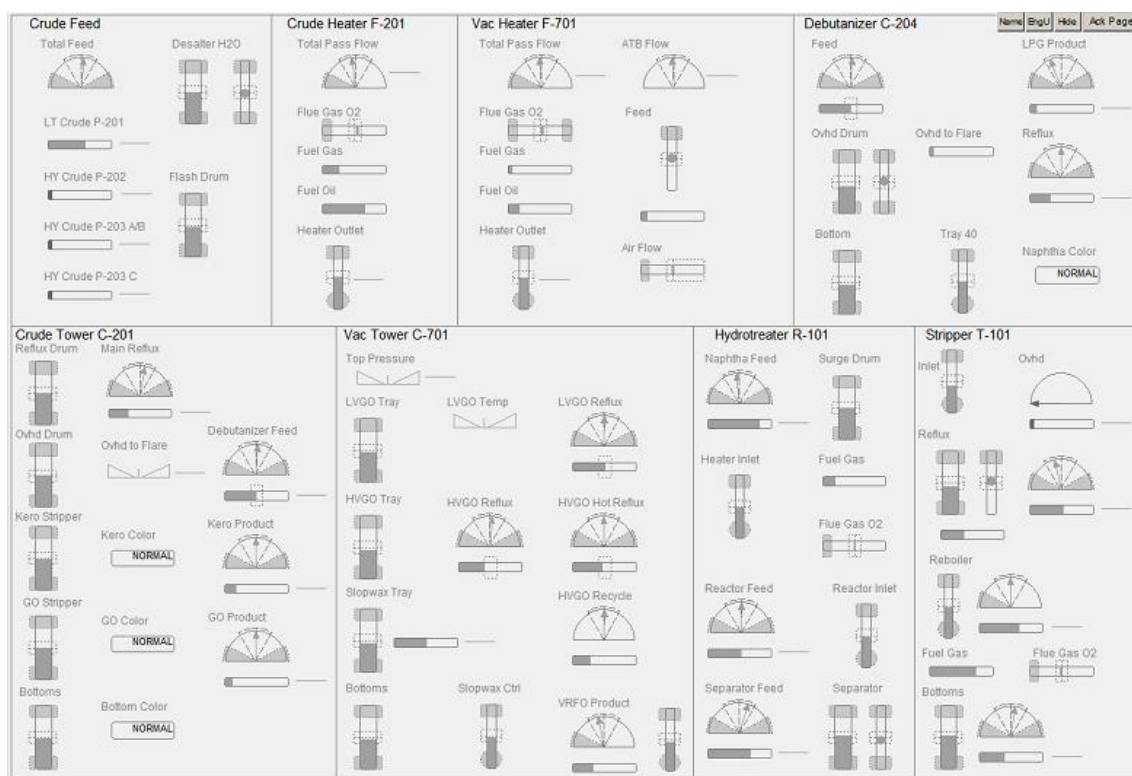 Crude Feed
Total Feed
Desalter H2O
LT Crude P-201
HY Crude P-202
Flash Drum
HY Crude P-203 A/B
HY Crude P-203 C
Crude Heater F-201
Total Pass Flow
Flue Gas O2
Fuel Gas
Fuel Oil
Heater Outlet
Vac Heater F-701
Total Pass Flow
ATB Flow
Flue Gas O2
Feed
Fuel Gas
Fuel Oil
Heater Outlet
Air Flow
Debutanizer C-204
Name
EngU
Hide
Ack Page
Feed
LPG Product
Ovhd Drum
Ovhd to Flare
Reflux
Bottom
Tray 40
Naphtha Color
NORMAL
Crude Tower C-201
Reflux Drum
Main Reflux
Ovhd Drum
Ovhd to Flare
Debutanizer Feed
Kero Stripper
Kero Color
NORMAL
Kero Product
GO Stripper
GO Color
NORMAL
GO Product
Bottoms
Bottom Color
NORMAL
Vac Tower C-701
Top Pressure
LVGO Tray
LVGO Temp
LVGO Reflux
HVGO Tray
HVGO Reflux
HVGO Hot Reflux
Slopwax Tray
HVGO Recycle
Bottoms
Slopwax Ctrl
VRFO Product
Hydrotreater R-101
Naphtha Feed
Surge Drum
Heater Inlet
Fuel Gas
Flue Gas O2
Reactor Feed
Reactor Inlet
Separator Feed
Separator
Stripper T-101
Inlet
Ovhd
Reflux
Reboiler
Fuel Gas
Flue Gas O2
Bottoms